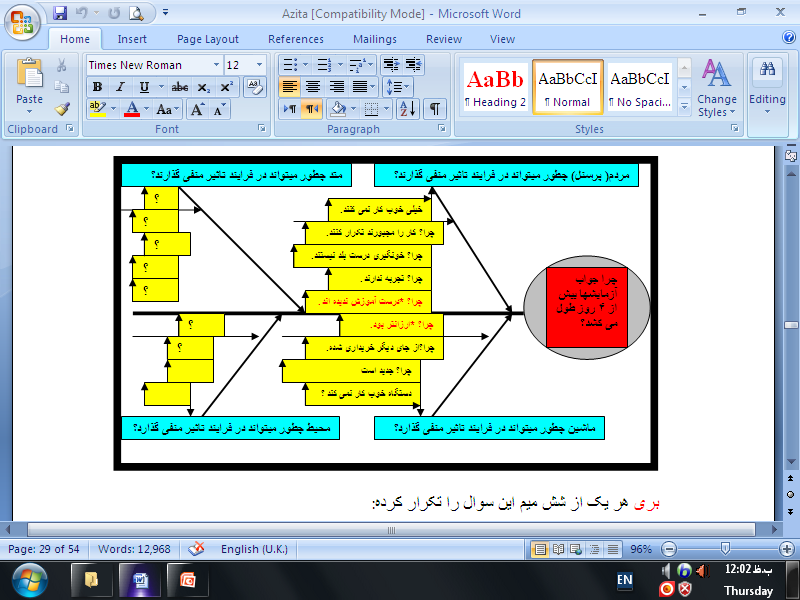 Azita [Compatibility Mode] - Microsoft Word
Home Insert Page Layout References Mailings Review View
Paste
Clipboard
Times New Roman 12
B I U abc x₂ x² Aa
ab A Aa A A
Font
Paragraph
AaBb AaBbCcI AaBbCcI
¶ Heading 2 ¶ Normal ¶ No Spaci...
Styles
Change
Styles
Editing
مردم( پرسنل) چطور میتواند در فرایند تاثیر منفی گذارند؟
متد چطور میتواند در فرایند تاثیر منفی گذارند؟
خیلی خوب کار نمی کنند.
چرا؟ کار را مجبورند تکرار کنند.
چرا؟ خونگیری درست بلد نیستند.
چرا؟ تجربه ندارند.
چرا؟ *درست آموزش ندیده اند.
؟
؟
؟
؟
؟
چرا جواب
آزمایشها بیش
از ۴ روز طول
می کشد؟
چرا؟ *ارزانتر بود.
چرا؟از جای دیگر خریداری شده.
چرا؟ جدید است
دستگاه خوب کار نمی کند ؟
؟
؟
ماشین چطور میتواند در فرایند تاثیر منفی گذارد؟
محیط چطور میتواند در فرایند تاثیر منفی گذارد؟
بری هر یک از شش میم این سوال را تکرار کرده:
Page: 29 of 54 Words: 12,968 English (U.K.) 96%
EN
12:02 ب.ظ
Thursday